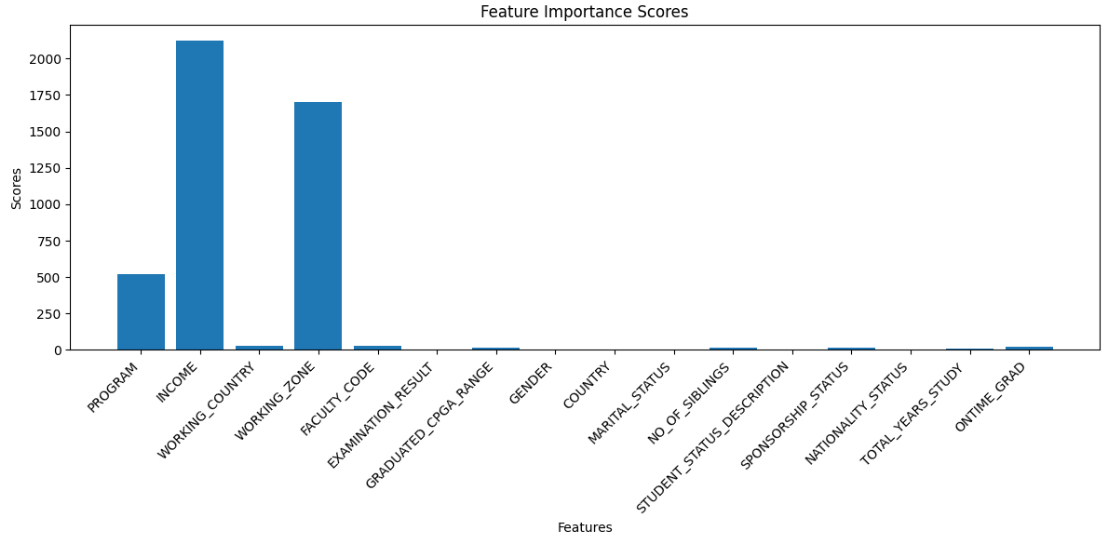 Feature Importance Scores
Scores
2000
1750
1500
1250
1000
750
500
250
0
PROGRAM
INCOME
WORKING_COUNTRY
WORKING_ZONE
FACULTY_CODE
EXAMINATION_RESULT
GRADUATED_CPGA_RANGE
GENDER
COUNTRY
MARITAL_STATUS
NO_OF_SIBLINGS
STUDENT_STATUS_DESCRIPTION
SPONSORSHIP_STATUS
NATIONALITY_STATUS
TOTAL_YEARS_STUDY
ONTIME_GRAD
Features